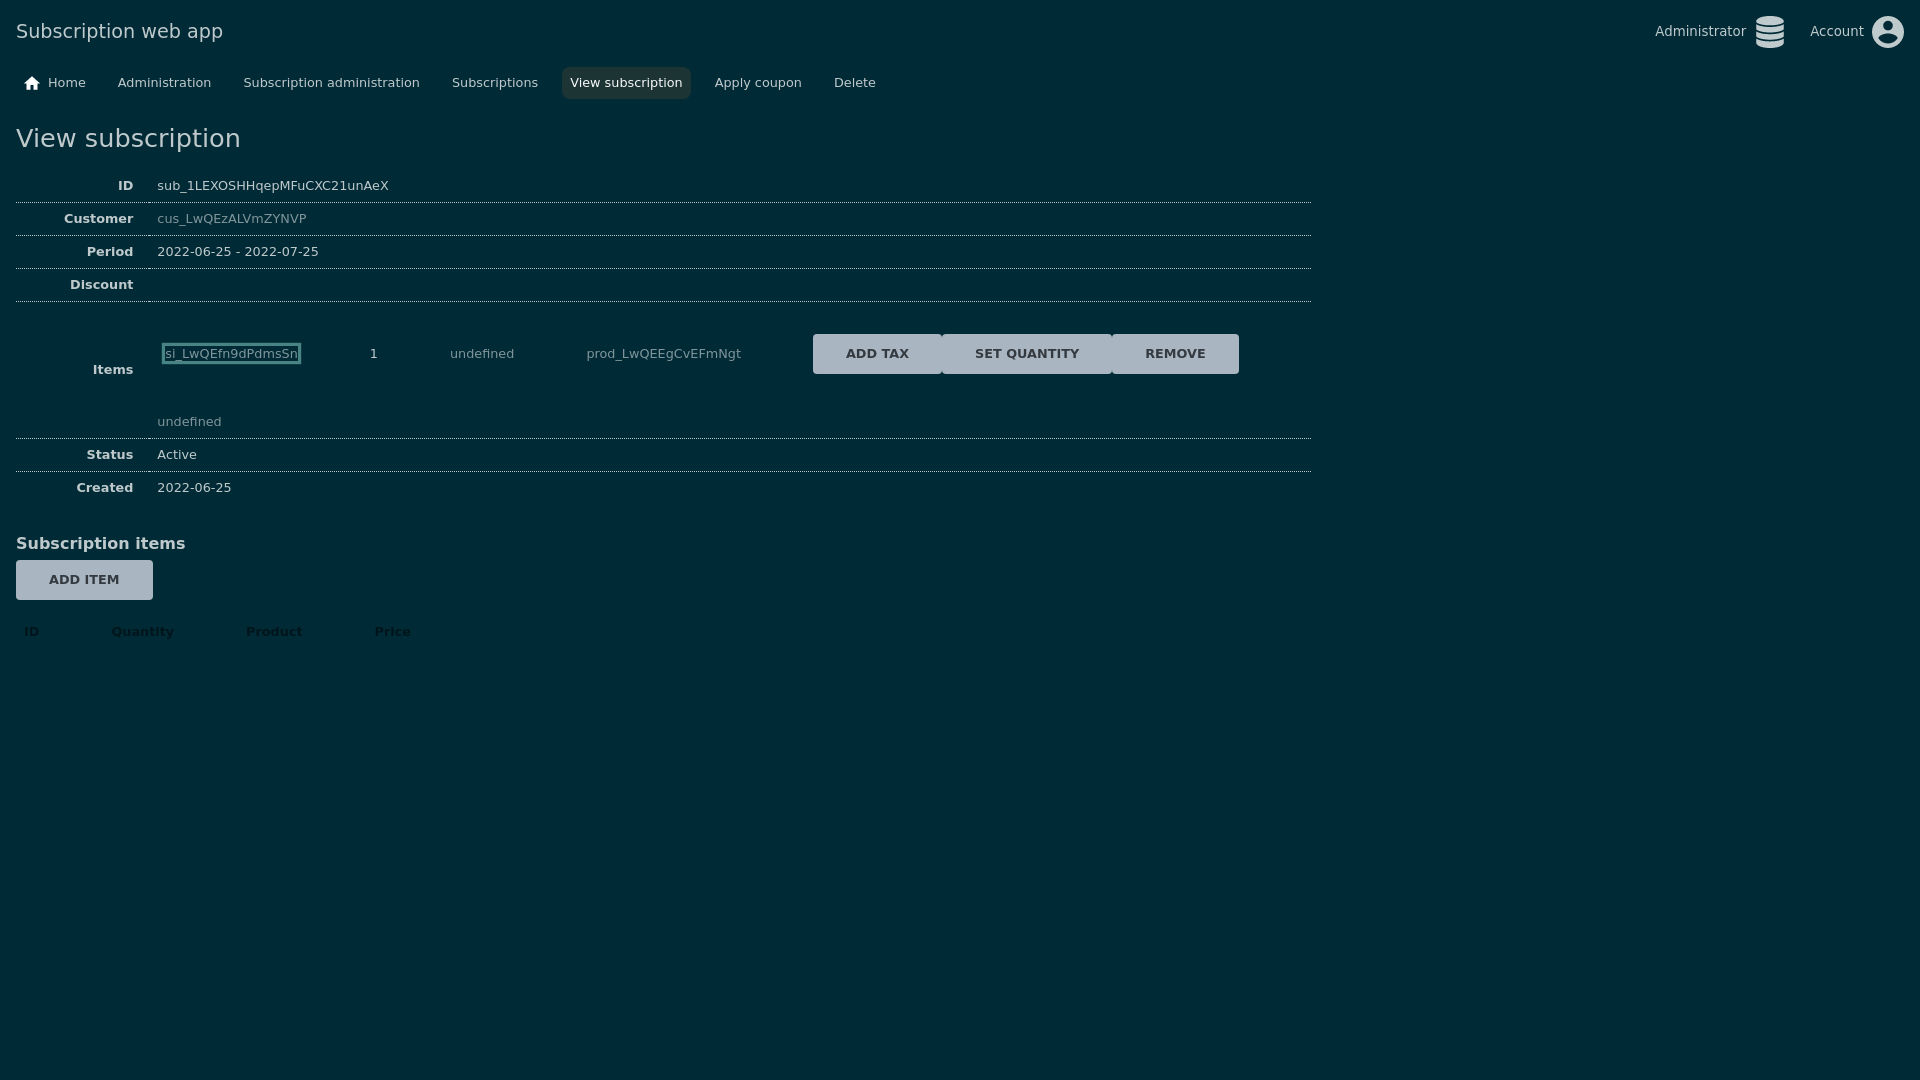 Subscription web app
Administrator
Account
Home Administration Subscription administration Subscriptions View subscription Apply coupon Delete
View subscription
ID sub_1LEXOSHHqepMFuCXC21unAeX
Customer cus_LwQEzALVmZYNVP
Period 2022-06-25 - 2022-07-25
Discount
Items si_LwQEfn9dPdmsSn 1 undefined prod_LwQEEgCvEFmNgt ADD TAX SET QUANTITY REMOVE
undefined
Status Active
Created 2022-06-25
Subscription items
ADD ITEM
ID Quantity Product Price